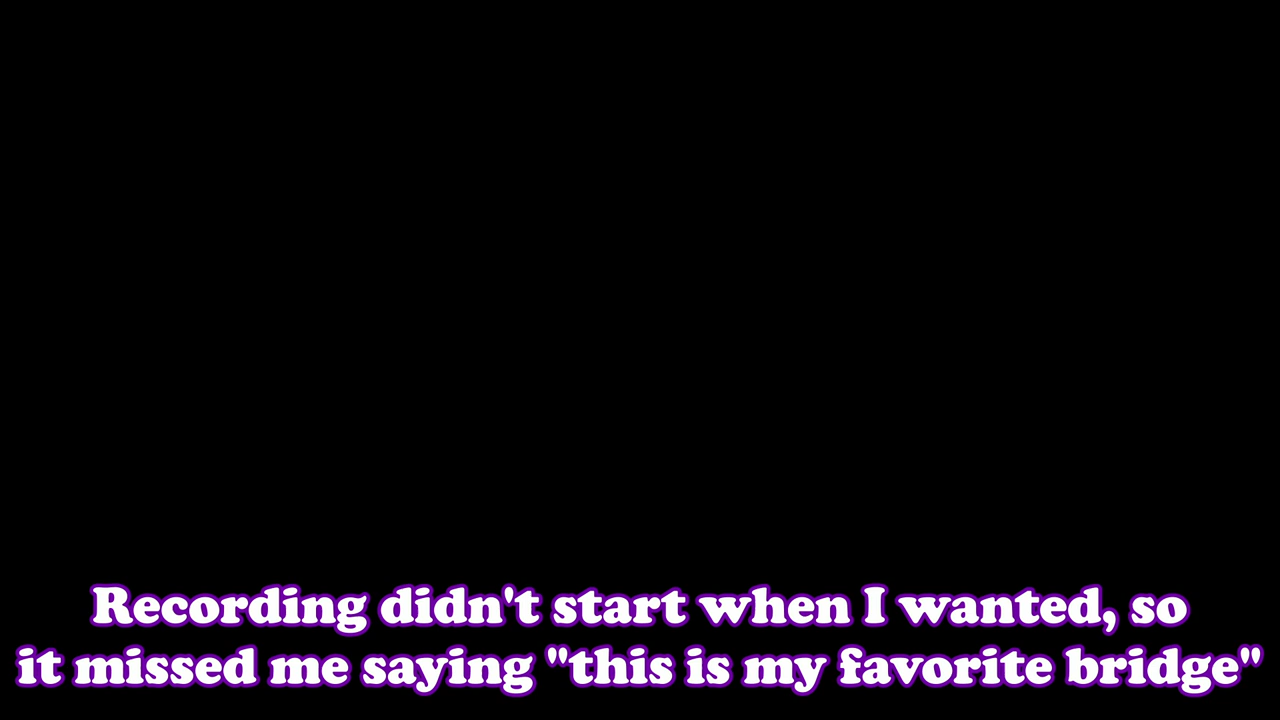 Recording didn't start when I wanted, so
it missed me saying "this is my favorite bridge"